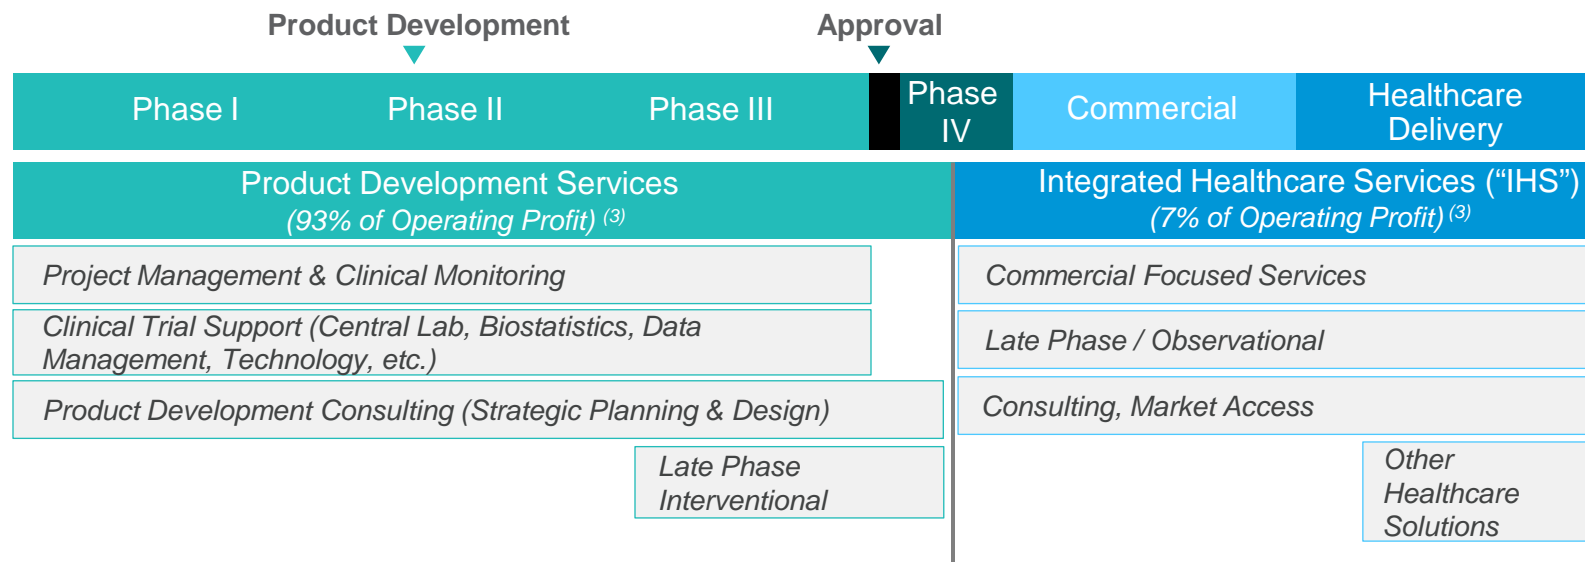 Product Development
Approval
Phase I
Phase II
Phase III
Phase
IV
Commercial
Healthcare
Delivery
Product Development Services
(93% of Operating Profit) (3)
Integrated Healthcare Services (“IHS”)
(7% of Operating Profit) (3)
Project Management & Clinical Monitoring
Clinical Trial Support (Central Lab, Biostatistics, Data
Management, Technology, etc.)
Product Development Consulting (Strategic Planning & Design)
Late Phase
Interventional
Commercial Focused Services
Late Phase / Observational
Consulting, Market Access
Other
Healthcare
Solutions